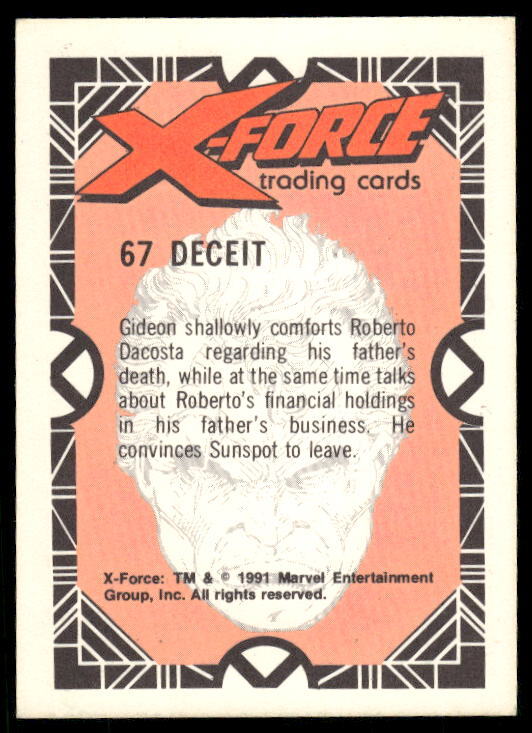 X-FORCE
trading cards
67 DECEIT
Gideon shallowly comforts Roberto
Dacosta regarding his father's
death, while at the same time talks
about Roberto's financial holdings
in his father's business. He
convinces Sunspot to leave.
X-Force: TM & © 1991 Marvel Entertainment
Group, Inc. All rights reserved.